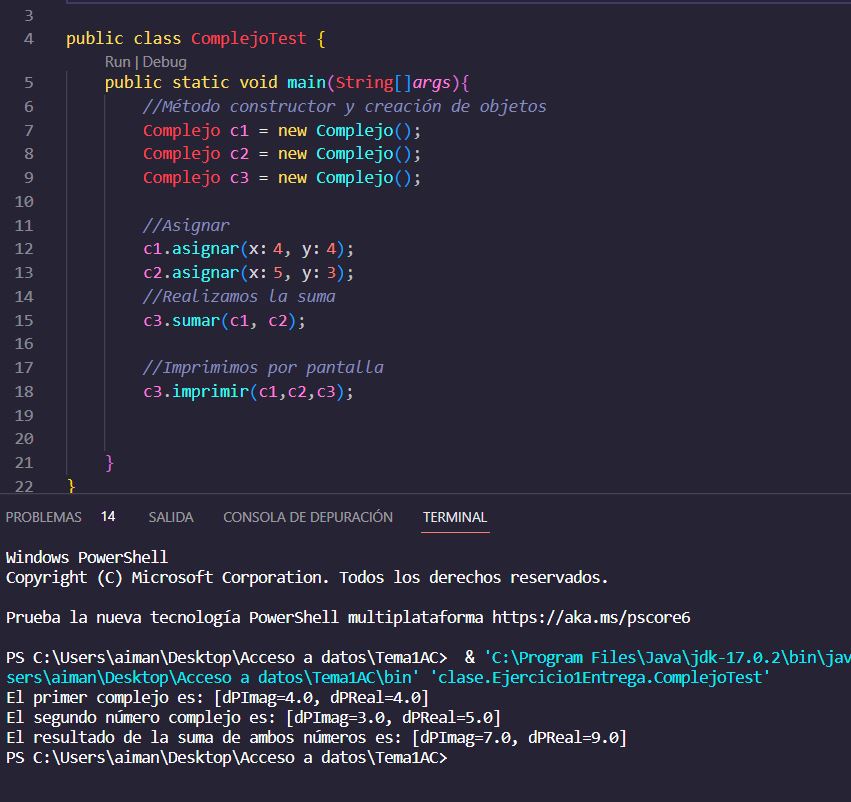 3
4 public class ComplejoTest {
Run | Debug
5 public static void main(String[]args){
6 //Método constructor y creación de objetos
7 Complejo c1 = new Complejo();
8 Complejo c2 = new Complejo();
9 Complejo c3 = new Complejo();
10
11 //Asignar
12 c1.asignar(x: 4, y: 4);
13 c2.asignar(x: 5, y: 3);
14 //Realizamos la suma
15 c3.sumar(c1, c2);
16
17 //Imprimimos por pantalla
18 c3.imprimir(c1,c2,c3);
19
20
21 }
22 }
PROBLEMAS 14 SALIDA CONSOLA DE DEPURACIÓN TERMINAL
Windows PowerShell
Copyright (C) Microsoft Corporation. Todos los derechos reservados.
Prueba la nueva tecnología PowerShell multiplataforma https://aka.ms/pscore6
PS C:\Users\aiman\Desktop\Acceso a datos\Tema1AC> & 'C:\Program Files\Java\jdk-17.0.2\bin\jav
sers\aiman\Desktop\Acceso a datos\Tema1AC\bin' 'clase.Ejercicio1Entrega.ComplejoTest'
El primer complejo es: [dPImag=4.0, dPReal=4.0]
El segundo número complejo es: [dPImag=3.0, dPReal=5.0]
El resultado de la suma de ambos números es: [dPImag=7.0, dPReal=9.0]
PS C:\Users\aiman\Desktop\Acceso a datos\Tema1AC>